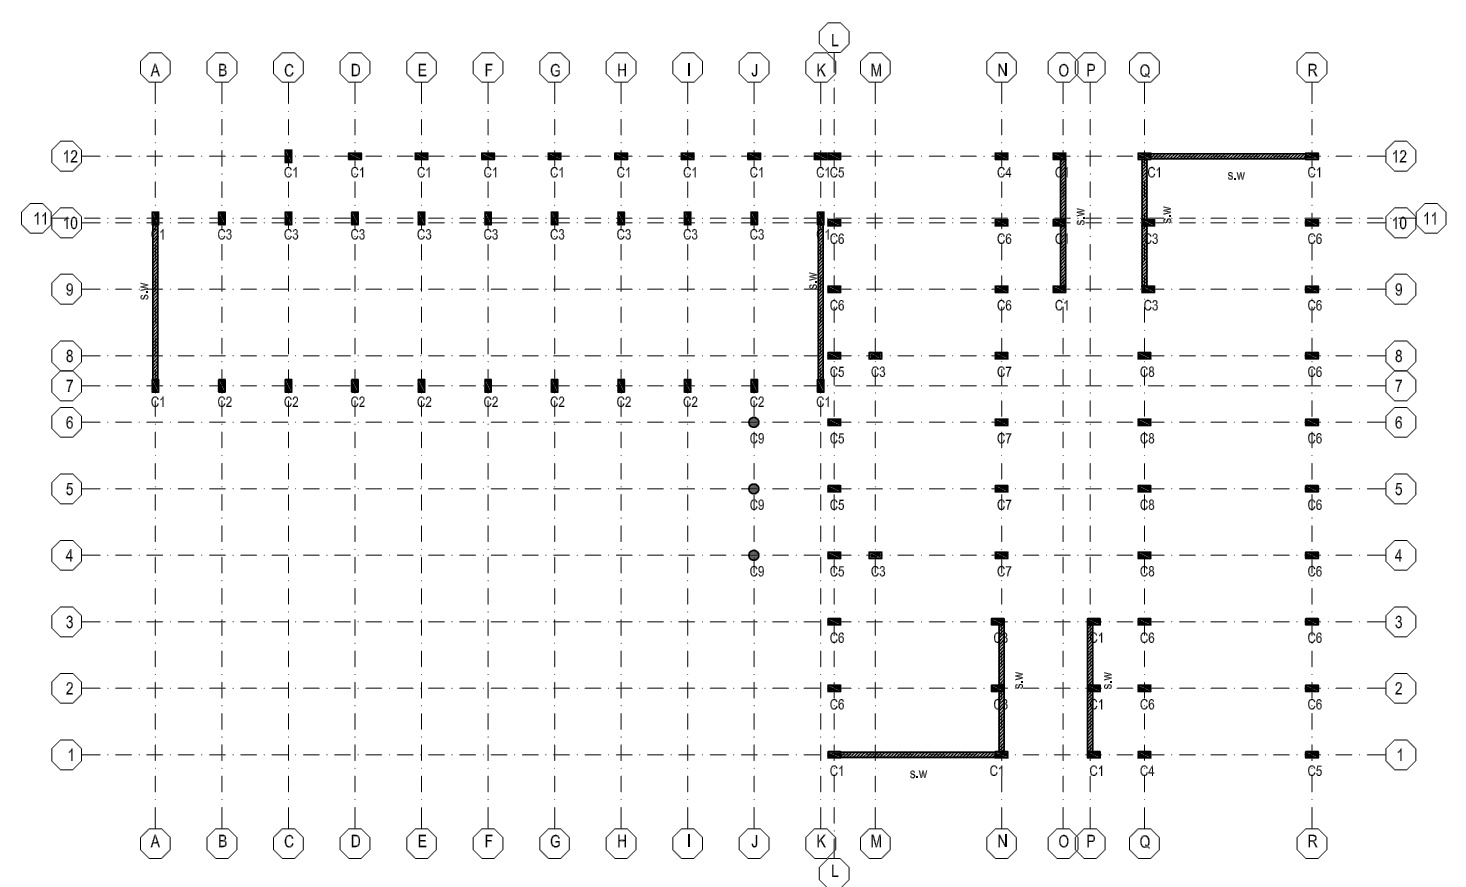 L
A B C D E F G H I J K M N O P Q R
12 12
C1 C1 C1 C1 C1 C1 C1 C1 C1 C5 C4 C1 C1 C1
s.w
s.w s.w
11 10 10 11
C1 C3 C3 C3 C3 C3 C3 C3 C3 C3 C1 C6 C6 C1 C3 C6
s.w s.w
9 9
C6 C6 C1 C3 C6
8 8
C5 C3 C7 C8 C6
7 7
C1 C2 C2 C2 C2 C2 C2 C2 C2 C2 C1
6 6
C9 C5 C7 C8 C6
5 5
C9 C5 C7 C8 C6
4 4
C9 C5 C3 C7 C8 C6
3 3
C6 C3 C1 C6 C6
s.w s.w
2 2
C6 C3 C1 C6 C6
1 1
C1 C1 C1 C4 C5
s.w
A B C D E F G H I J K M N O P Q R
L